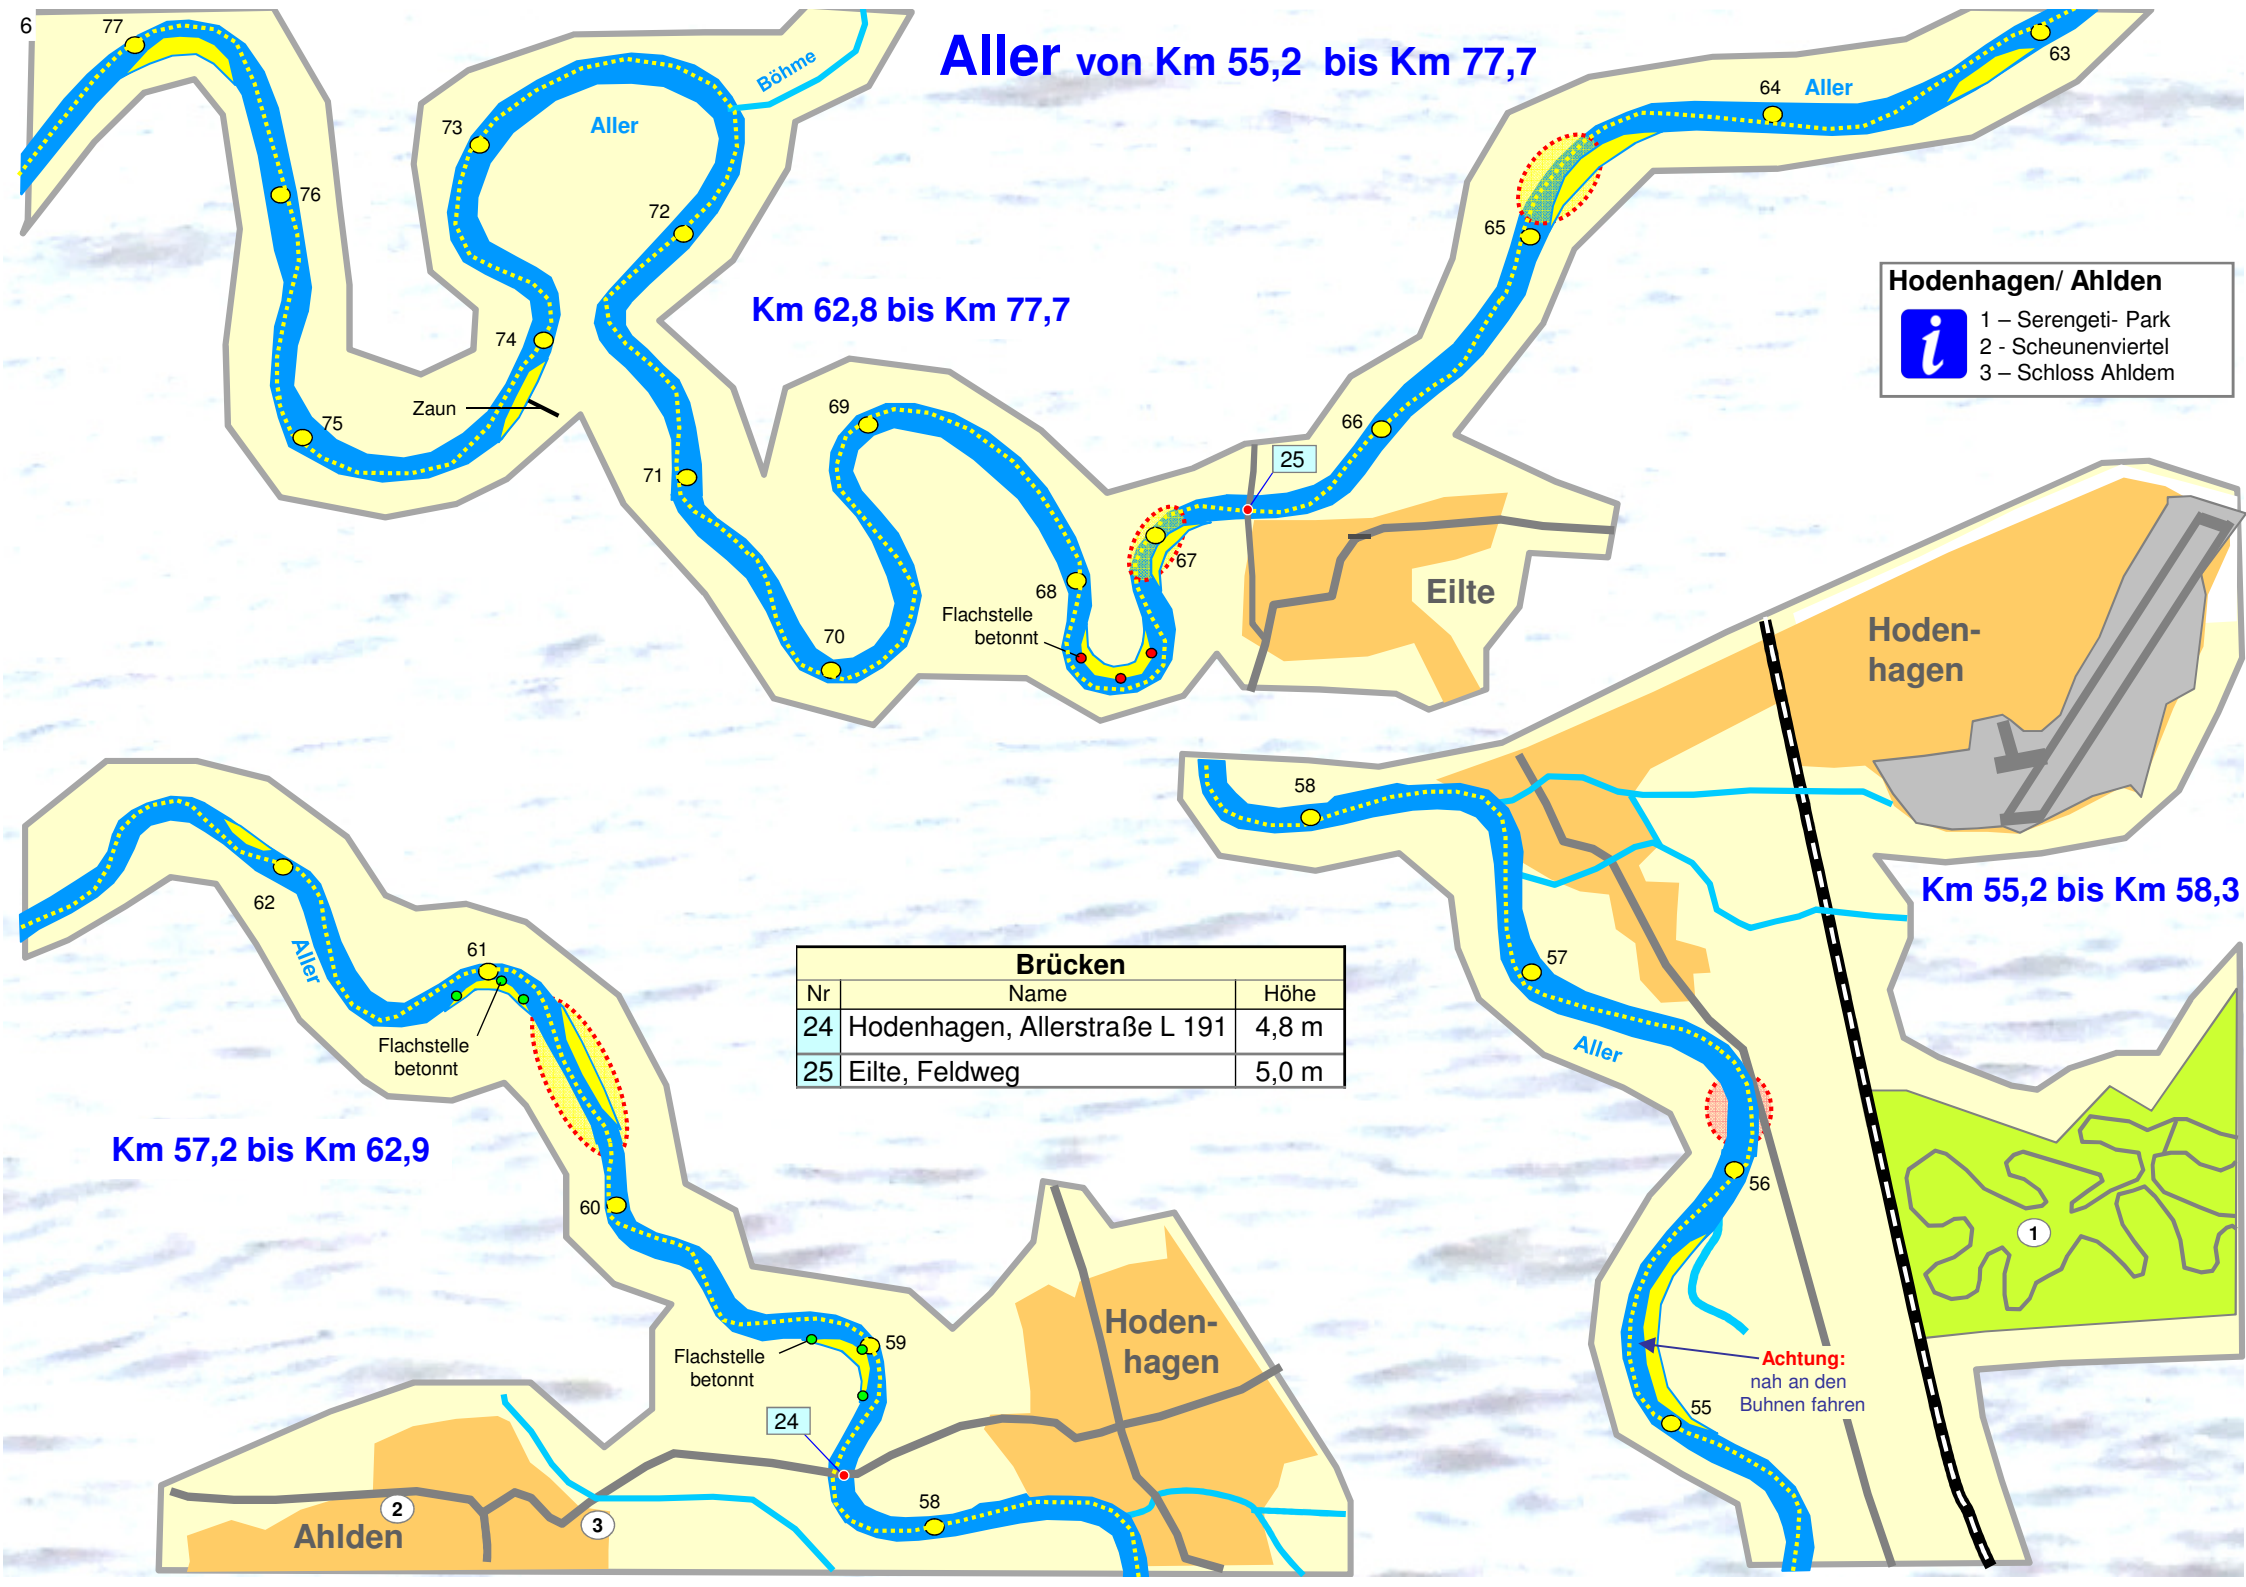 Aller von Km 55,2 bis Km 77,7
6
77
76
75
74
73
72
71
70
69
68
67
66
65
64
63
Böhme
Aller
Aller
Km 62,8 bis Km 77,7
Zaun
25
Flachstelle
betonnt
Eilte
Hodenhagen/ Ahlden
i
1 – Serengeti- Park
2 - Scheunenviertel
3 – Schloss Ahldem
Hoden-
hagen
58
57
56
55
Aller
Km 55,2 bis Km 58,3
1
Achtung:
nah an den
Buhnen fahren
62
61
60
59
58
Aller
Flachstelle
betonnt
Km 57,2 bis Km 62,9
Flachstelle
betonnt
24
Hoden-
hagen
Ahlden
2
3
Brücken
Nr Name Höhe
24 Hodenhagen, Allerstraße L 191 4,8 m
25 Eilte, Feldweg 5,0 m